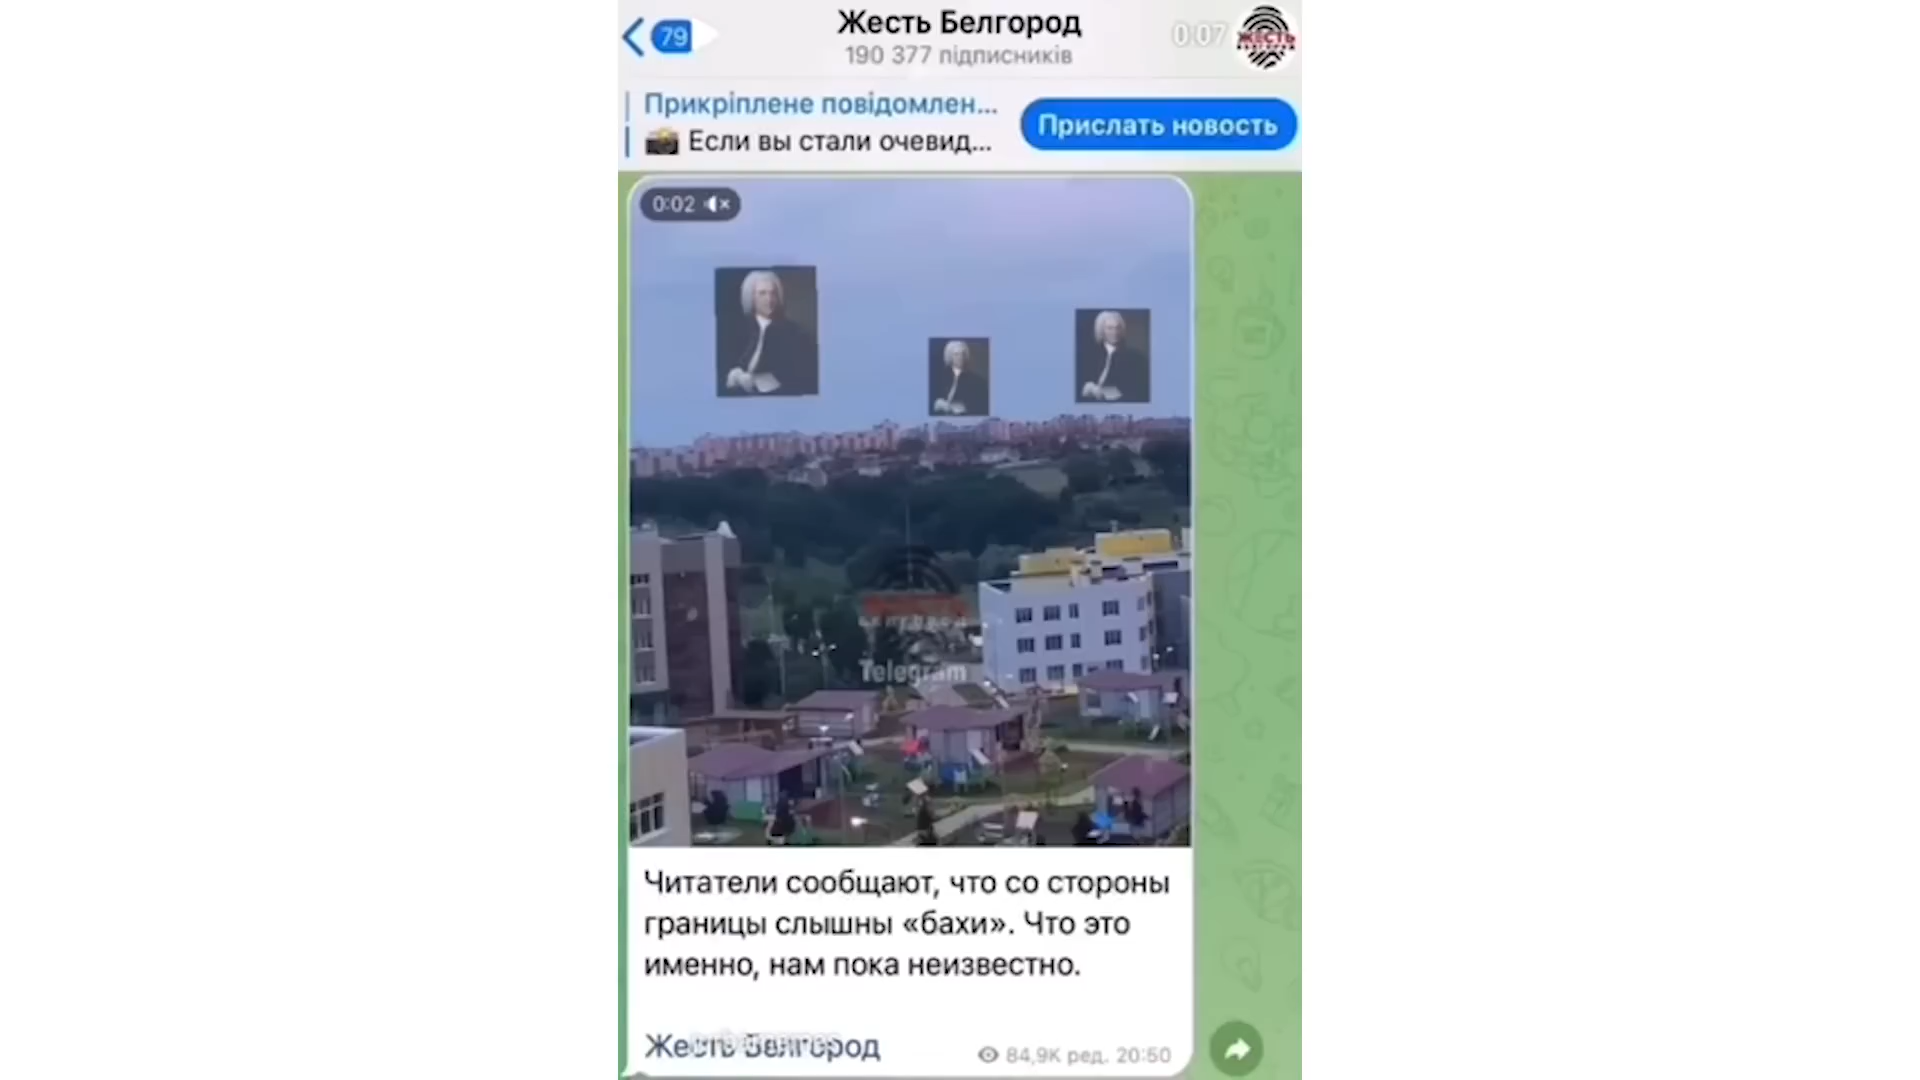 79
Жесть Белгород
190 377 підписників
0:07
ЖЕСТЬ
Прикріплене повідомлен...
Если вы стали очевид...
Прислать новость
0:02
Telegram
Читатели сообщают, что со стороны
границы слышны «бахи». Что это
именно, нам пока неизвестно.
Жесть Белгород
84,9K ред. 20:50